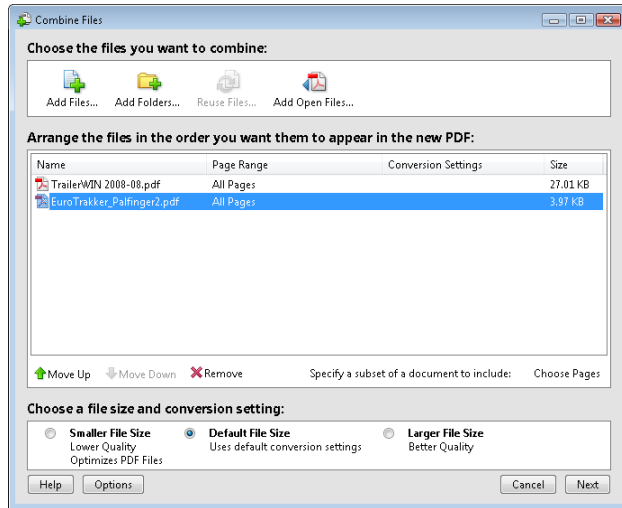 Combine Files
Choose the files you want to combine:
Add Files... Add Folders... Reuse Files... Add Open Files...
Arrange the files in the order you want them to appear in the new PDF:
Name Page Range Conversion Settings Size
TrailerWIN 2008-08.pdf All Pages 27.01 KB
EuroTrakker_Palfinger2.pdf All Pages 3.97 KB
Move Up Move Down Remove Specify a subset of a document to include: Choose Pages
Choose a file size and conversion setting:
Smaller File Size Default File Size Larger File Size
Lower Quality Uses default conversion settings Better Quality
Optimizes PDF Files
Help Options Cancel Next